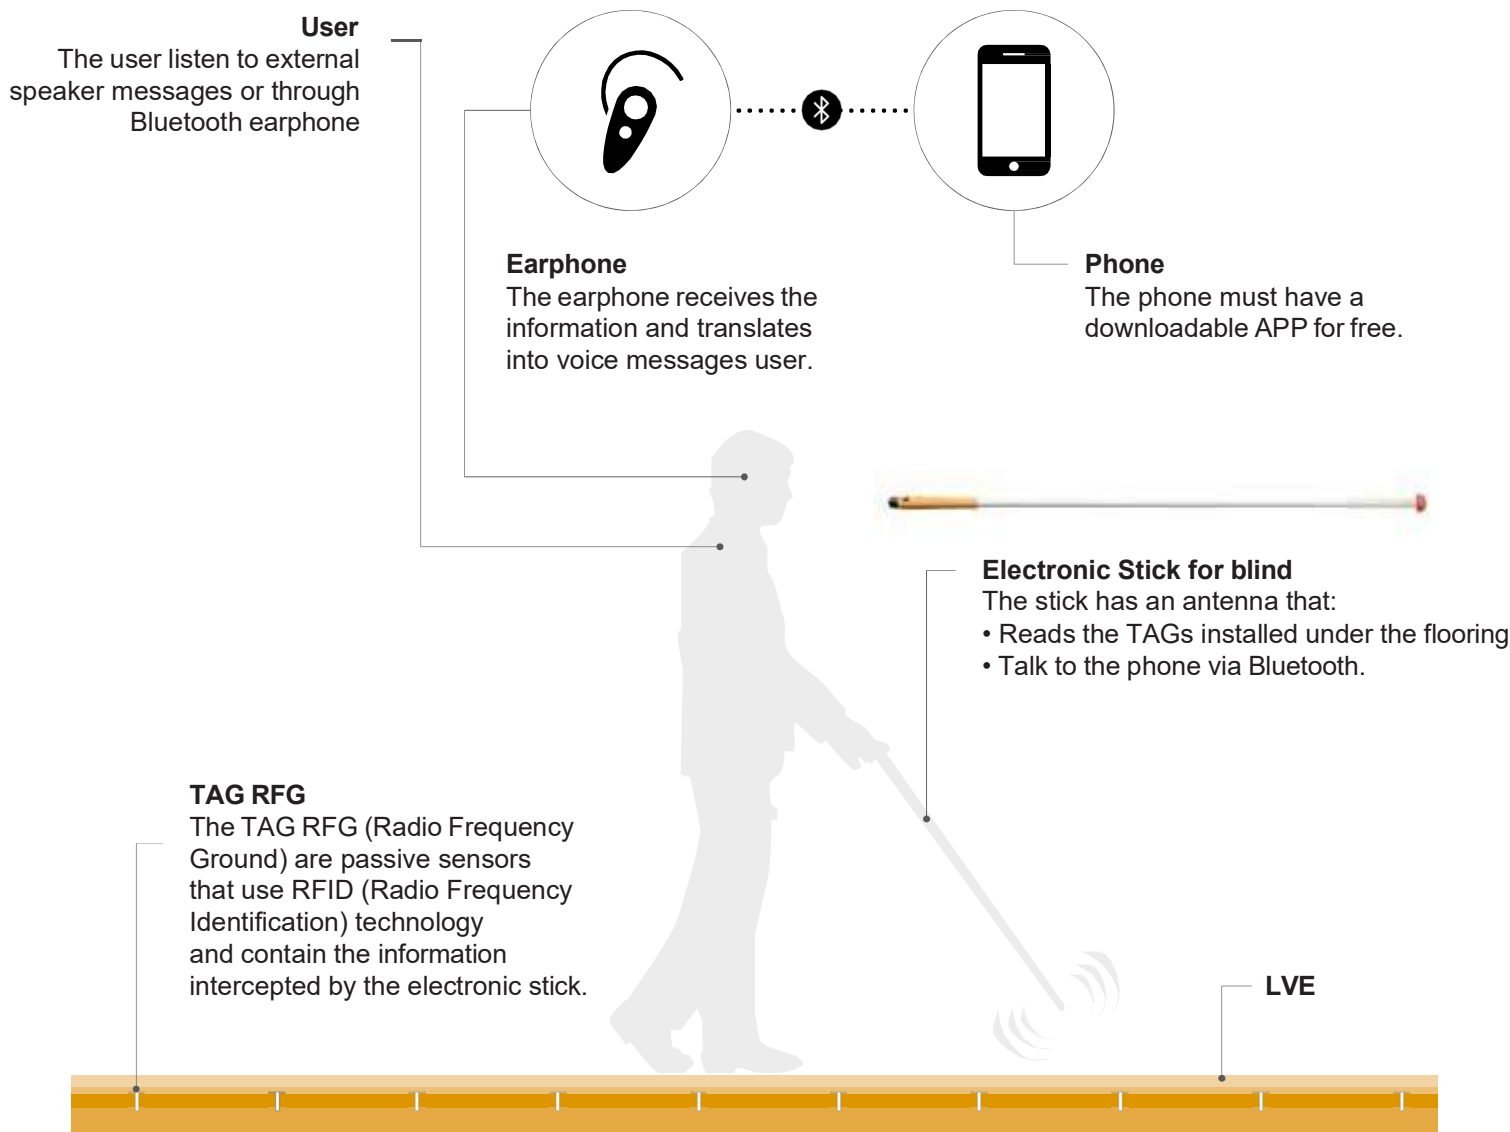 User
The user listen to external
speaker messages or through
Bluetooth earphone
Earphone
The earphone receives the
information and translates
into voice messages user.
Phone
The phone must have a
downloadable APP for free.
Electronic Stick for blind
The stick has an antenna that:
• Reads the TAGs installed under the flooring
• Talk to the phone via Bluetooth.
TAG RFG
The TAG RFG (Radio Frequency
Ground) are passive sensors
that use RFID (Radio Frequency
Identification) technology
and contain the information
intercepted by the electronic stick.
LVE